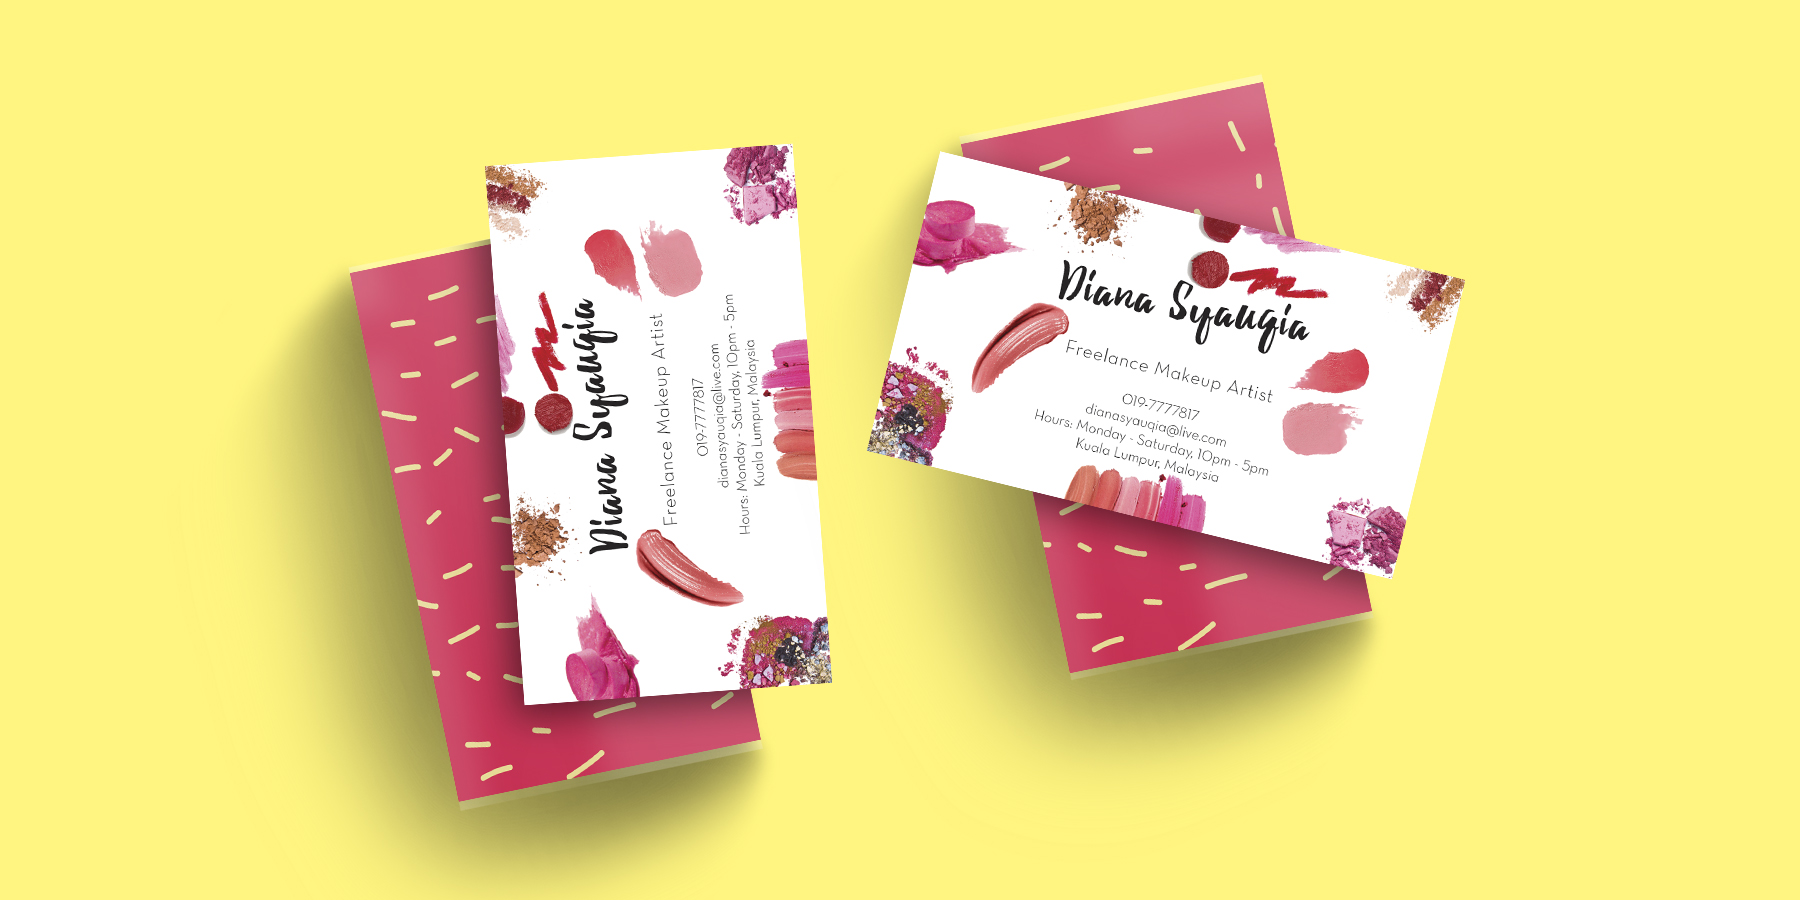 Diana Syauqia
Freelance Makeup Artist
019-7777817
dianasyauqia@live.com
Hours: Monday - Saturday, 10pm - 5pm
Kuala Lumpur, Malaysia
Diana Syauqia
Freelance Makeup Artist
019-7777817
dianasyauqia@live.com
Hours: Monday - Saturday, 10pm - 5pm
Kuala Lumpur, Malaysia